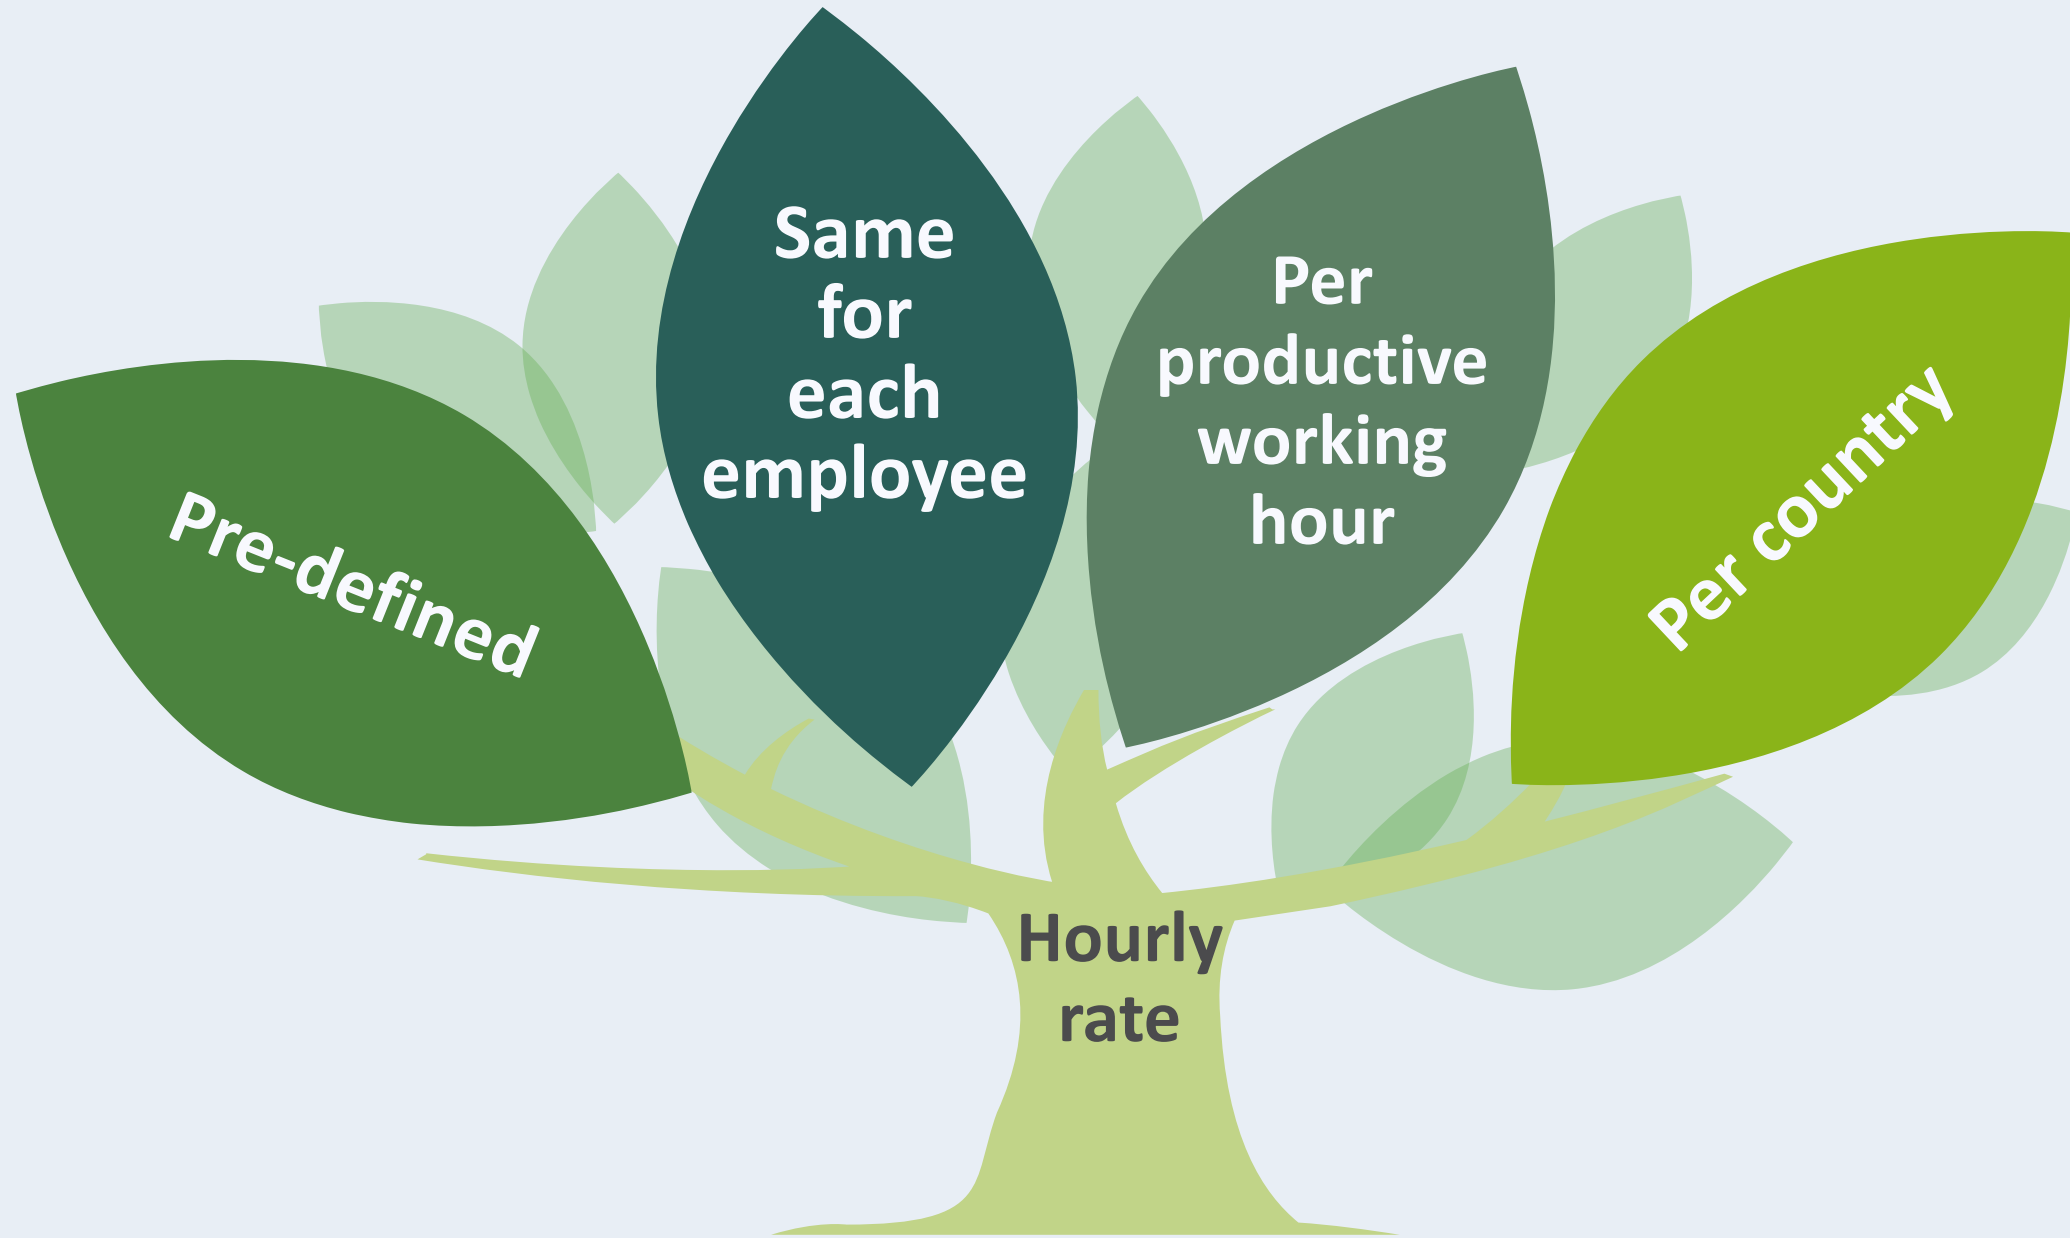 Pre-defined
Same
for
each
employee
Per
productive
working
hour
Per country
Hourly
rate